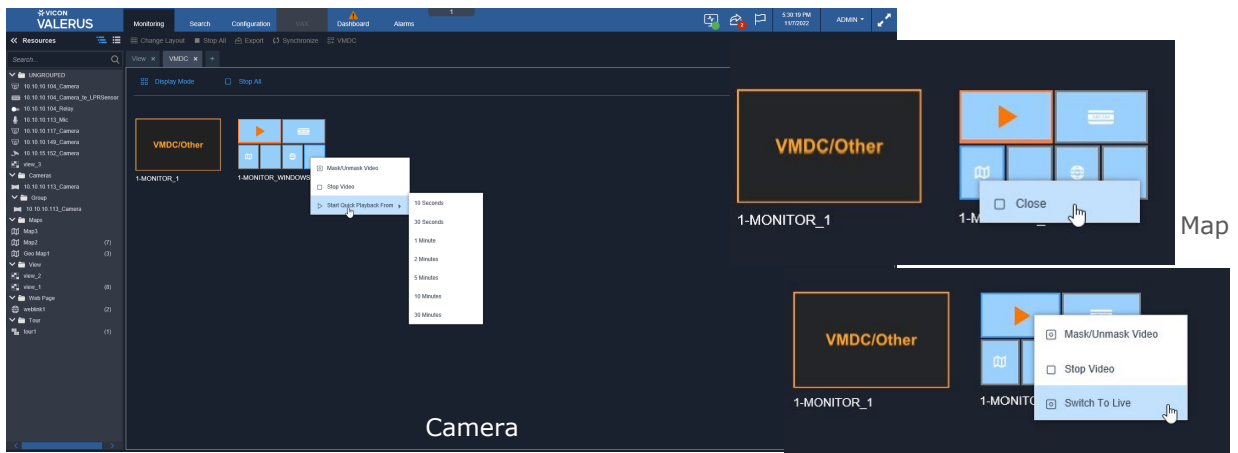 VICON
VALERUS
Monitoring
Search
Configuration
VAX
Dashboard
Alarms
1
2
5:30:19 PM
11/7/2022
ADMIN
Resources
Change Layout
Stop All
Export
Synchronize
VMDC
Search...
View
VMDC
+
UNGROUPED
10.10.10.104_Camera
10.10.10.104_Camera_te_LPRSensor
10.10.10.104_Relay
10.10.10.113_Mic
10.10.10.117_Camera
10.10.10.149_Camera
10.10.15.152_Camera
view_3
Cameras
10.10.10.113_Camera
Group
10.10.10.113_Camera
Maps
Map3
Map2 (7)
Geo Map1 (3)
View
view_2
view_1 (8)
Web Page
weblink1 (2)
Tour
tour1 (1)
Display Mode
Stop All
VMDC/Other
1-MONITOR_1
1-MONITOR_WINDOWS
Mask/Unmask Video
Stop Video
Start Quick Playback From
10 Seconds
30 Seconds
1 Minute
2 Minutes
5 Minutes
10 Minutes
30 Minutes
Camera
VMDC/Other
1-MONITOR_1
Close
1-M
Map
VMDC/Other
1-MONITOR_1
1-MONITO
Mask/Unmask Video
Stop Video
Switch To Live